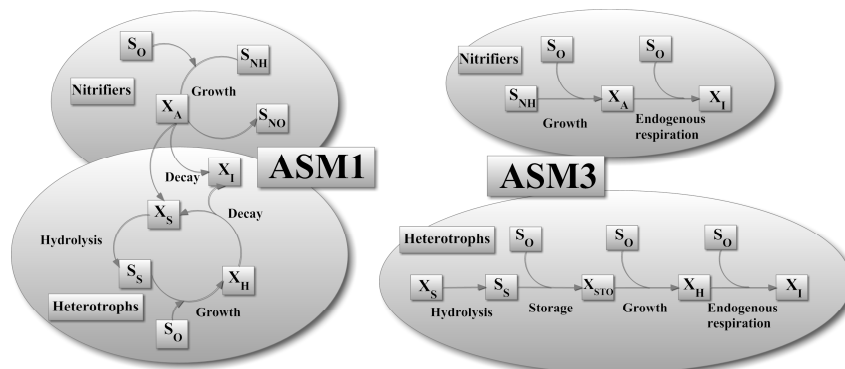 S_O
S_NH
Nitrifiers
Growth
X_A
S_NO
ASM1
Decay
X_I
X_S
Decay
Hydrolysis
S_S
X_H
Heterotrophs
Growth
S_O
Nitrifiers
S_O
S_O
S_NH
X_A
X_I
Growth
Endogenous
respiration
ASM3
Heterotrophs
S_O
S_O
S_O
X_S
S_S
X_STO
X_H
X_I
Hydrolysis
Storage
Growth
Endogenous
respiration